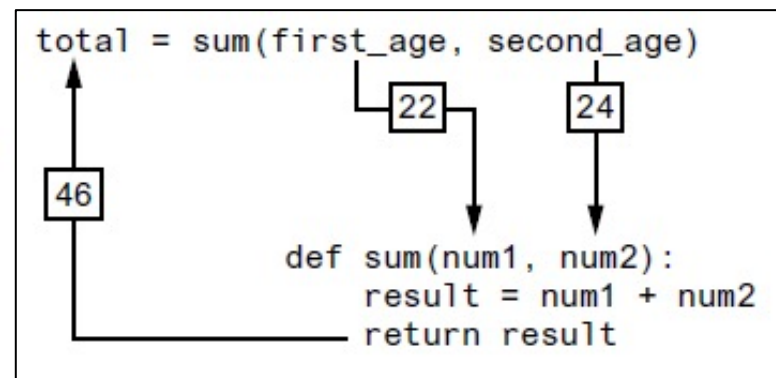 total = sum(first_age, second_age)
22 24
46
def sum(num1, num2):
result = num1 + num2
return result